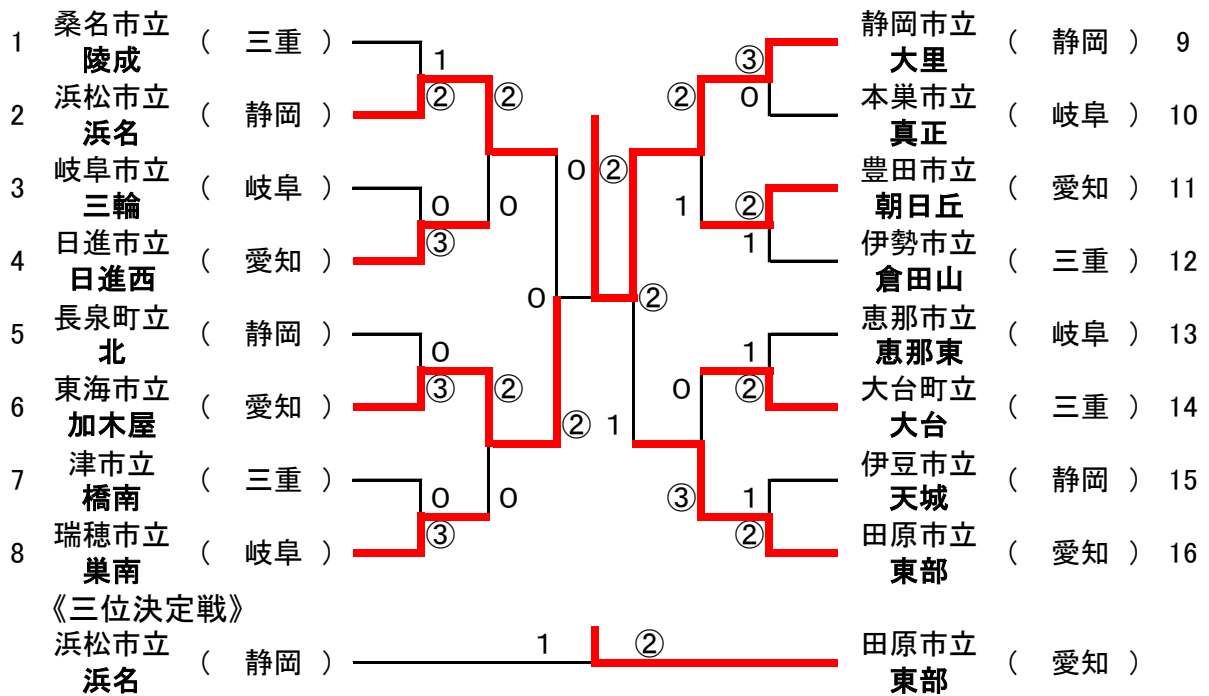 1 桑名市立 陵成 （ 三重 ）
1
2 浜松市立 浜名 （ 静岡 ）
② ②
3 岐阜市立 三輪 （ 岐阜 ）
0 0
4 日進市立 日進西 （ 愛知 ）
③
5 長泉町立 北 （ 静岡 ）
0
6 東海市立 加木屋 （ 愛知 ）
③ ②
7 津市立 橋南 （ 三重 ）
0 0
8 瑞穂市立 巣南 （ 岐阜 ）
③
0 ②
0 ②
② 1
静岡市立 大里 （ 静岡 ） 9
② ③
本巣市立 真正 （ 岐阜 ） 10
0
豊田市立 朝日丘 （ 愛知 ） 11
1 ②
伊勢市立 倉田山 （ 三重 ） 12
1
恵那市立 恵那東 （ 岐阜 ） 13
1
大台町立 大台 （ 三重 ） 14
0 ②
伊豆市立 天城 （ 静岡 ） 15
③ 1
田原市立 東部 （ 愛知 ） 16
②
《三位決定戦》
浜松市立 浜名 （ 静岡 ） 1 ② 田原市立 東部 （ 愛知 ）